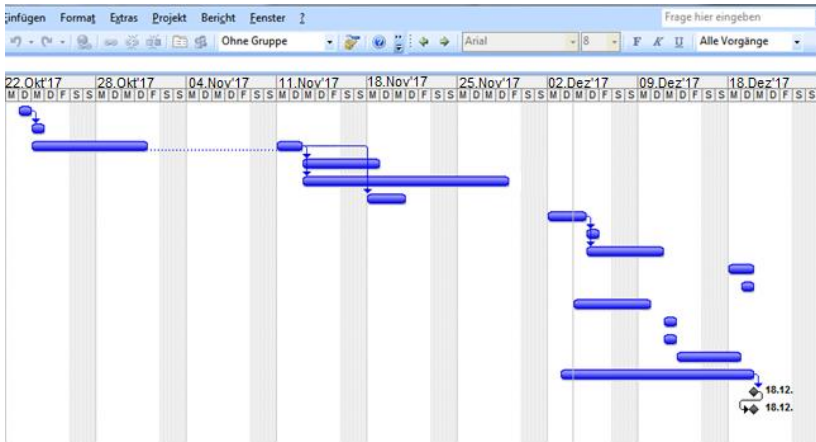 Einfügen Format Extras Projekt Bericht Fenster ? Frage hier eingeben
Ohne Gruppe Arial 8 F K U Alle Vorgänge
22.Okt'17 28.Okt'17 04.Nov'17 11.Nov'17 18.Nov'17 25.Nov'17 02.Dez'17 09.Dez'17 18.Dez'17
M D M D F S S M D M D F S S M D M D F S S M D M D F S S M D M D F S S M D M D F S S M D M D F S S M D M D F S S M D M D F S S
18.12.
18.12.